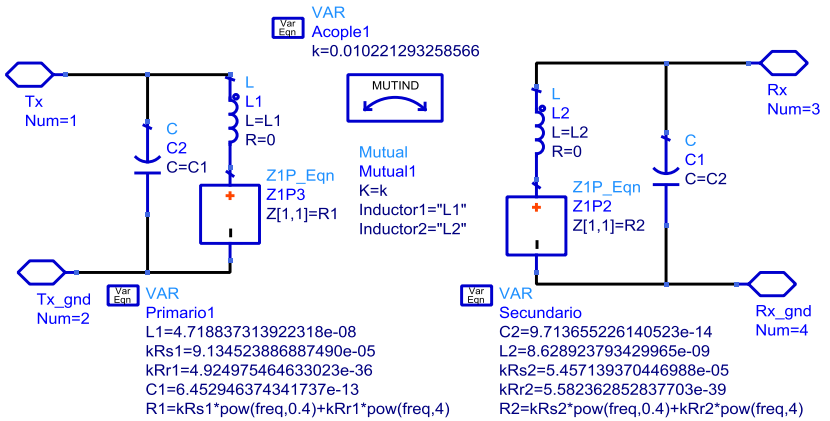 VAR
Var
Eqn
Acople1
k=0.010221293258566
Tx
Num=1
C
C2
C=C1
L
L1
L=L1
R=0
Z1P_Eqn
Z1P3
Z[1,1]=R1
MUTIND
Mutual
Mutual1
K=k
Inductor1="L1"
Inductor2="L2"
L
L2
L=L2
R=0
Z1P_Eqn
Z1P2
Z[1,1]=R2
C
C1
C=C2
Rx
Num=3
Tx_gnd
Num=2
Var
Eqn
VAR
Primario1
L1=4.718837313922318e-08
kRs1=9.134523886887490e-05
kRr1=4.924975464633023e-36
C1=6.452946374341737e-13
R1=kRs1*pow(freq,0.4)+kRr1*pow(freq,4)
Var
Eqn
VAR
Secundario
C2=9.713655226140523e-14
L2=8.628923793429965e-09
kRs2=5.457139370446988e-05
kRr2=5.582362852837703e-39
R2=kRs2*pow(freq,0.4)+kRr2*pow(freq,4)
Rx_gnd
Num=4